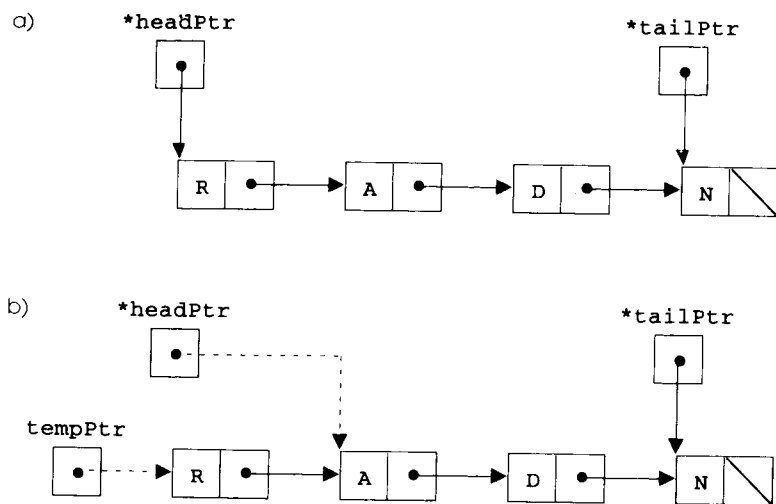 a)
*headPtr
*tailPtr
R A D N
b)
*headPtr
*tailPtr
tempPtr
R A D N